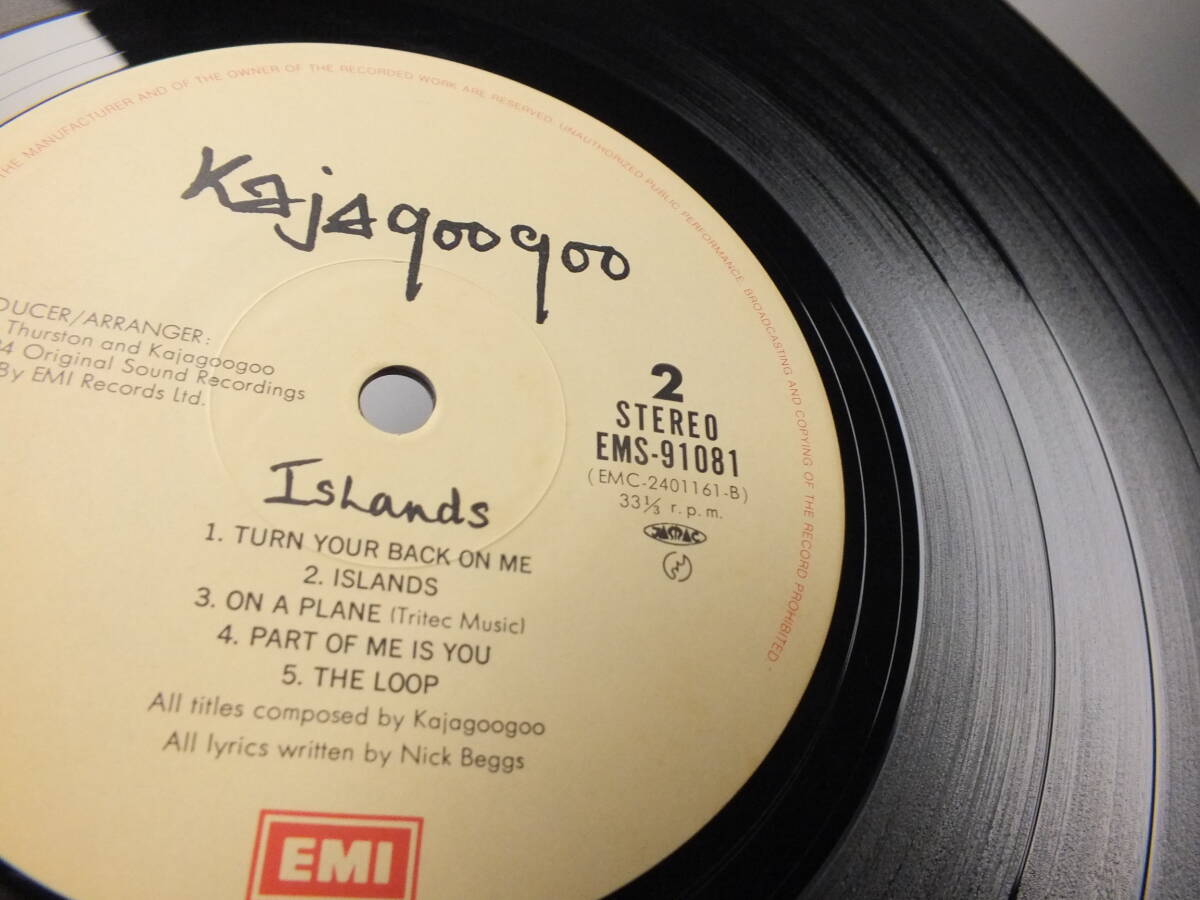 THE MANUFACTURER AND OF THE OWNER OF THE RECORDED WORK ARE RESERVED. UNAUTHORIZED PUBLIC PERFORMANCE, BROADCASTING AND COPYING OF THE RECORD PROHIBITED.
Kajagoogoo
DUCER/ARRANGER:
Thurston and Kajagoogoo
4 Original Sound Recordings
By EMI Records Ltd.
2
STEREO
EMS-91081
(EMC-2401161-B)
33 1/3 r.p.m.
JASRAC
Islands
1. TURN YOUR BACK ON ME
2. ISLANDS
3. ON A PLANE (Tritec Music)
4. PART OF ME IS YOU
5. THE LOOP
All titles composed by Kajagoogoo
All lyrics written by Nick Beggs
EMI